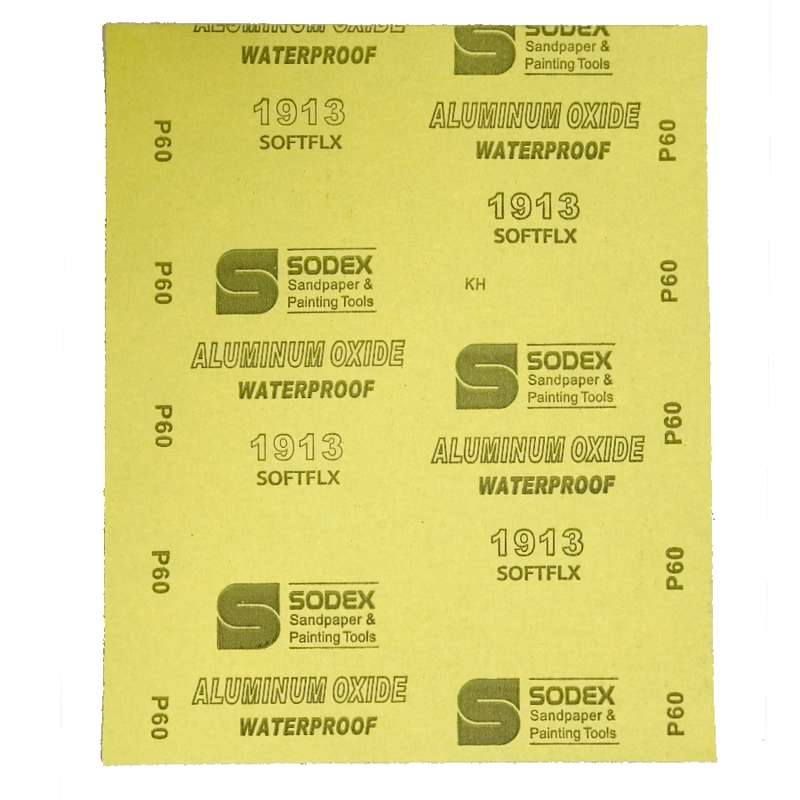 ALUMINUM OXIDE
WATERPROOF
1913
SOFTFLX
SODEX
Sandpaper &
Painting Tools
ALUMINUM OXIDE
WATERPROOF
1913
SOFTFLX
SODEX
Sandpaper &
Painting Tools
ALUMINUM OXIDE
WATERPROOF
SODEX
Sandpaper &
Painting Tools
ALUMINUM OXIDE
WATERPROOF
1913
SOFTFLX
KH
SODEX
Sandpaper &
Painting Tools
ALUMINUM OXIDE
WATERPROOF
1913
SOFTFLX
SODEX
Sandpaper &
Painting Tools
P60
P60
P60
P60
P60
P60
P60
P60
P60
P60